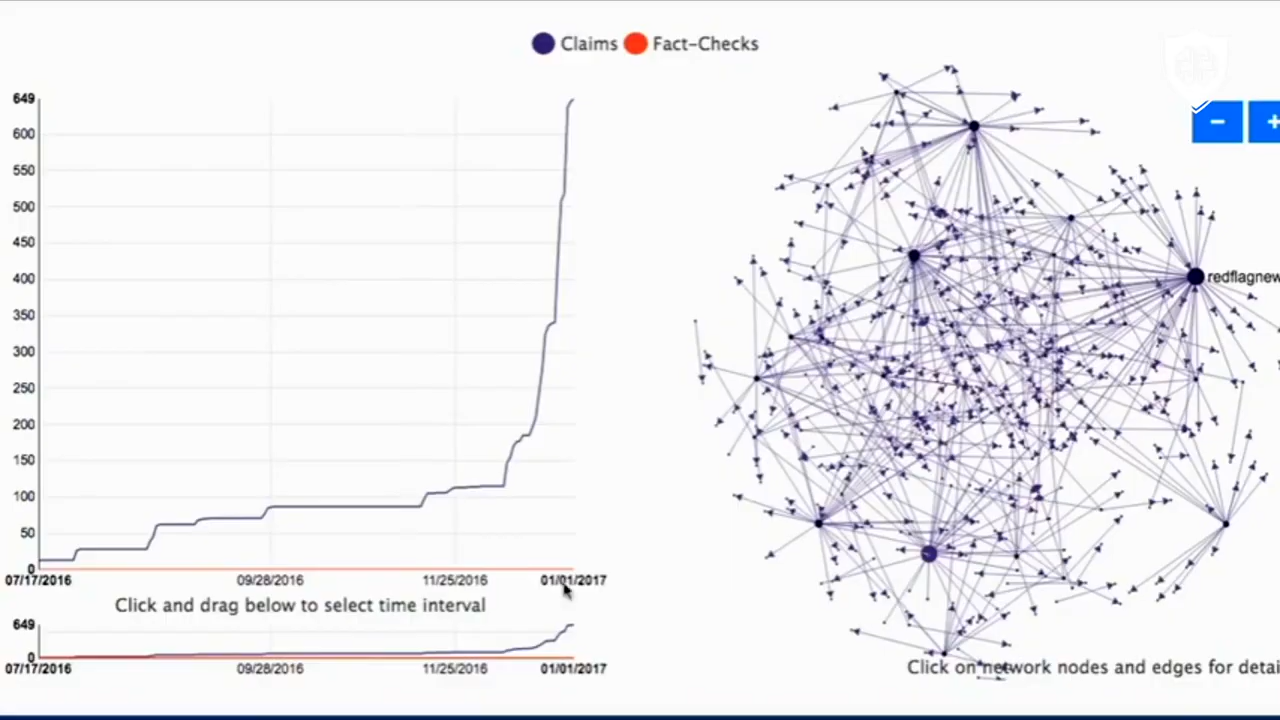 Claims Fact-Checks
649
600
550
500
450
400
350
300
250
200
150
100
50
0
07/17/2016 09/28/2016 11/25/2016 01/01/2017
Click and drag below to select time interval
649
0
07/17/2016 09/28/2016 11/25/2016 01/01/2017
- +
redflagnew
Click on network nodes and edges for detai